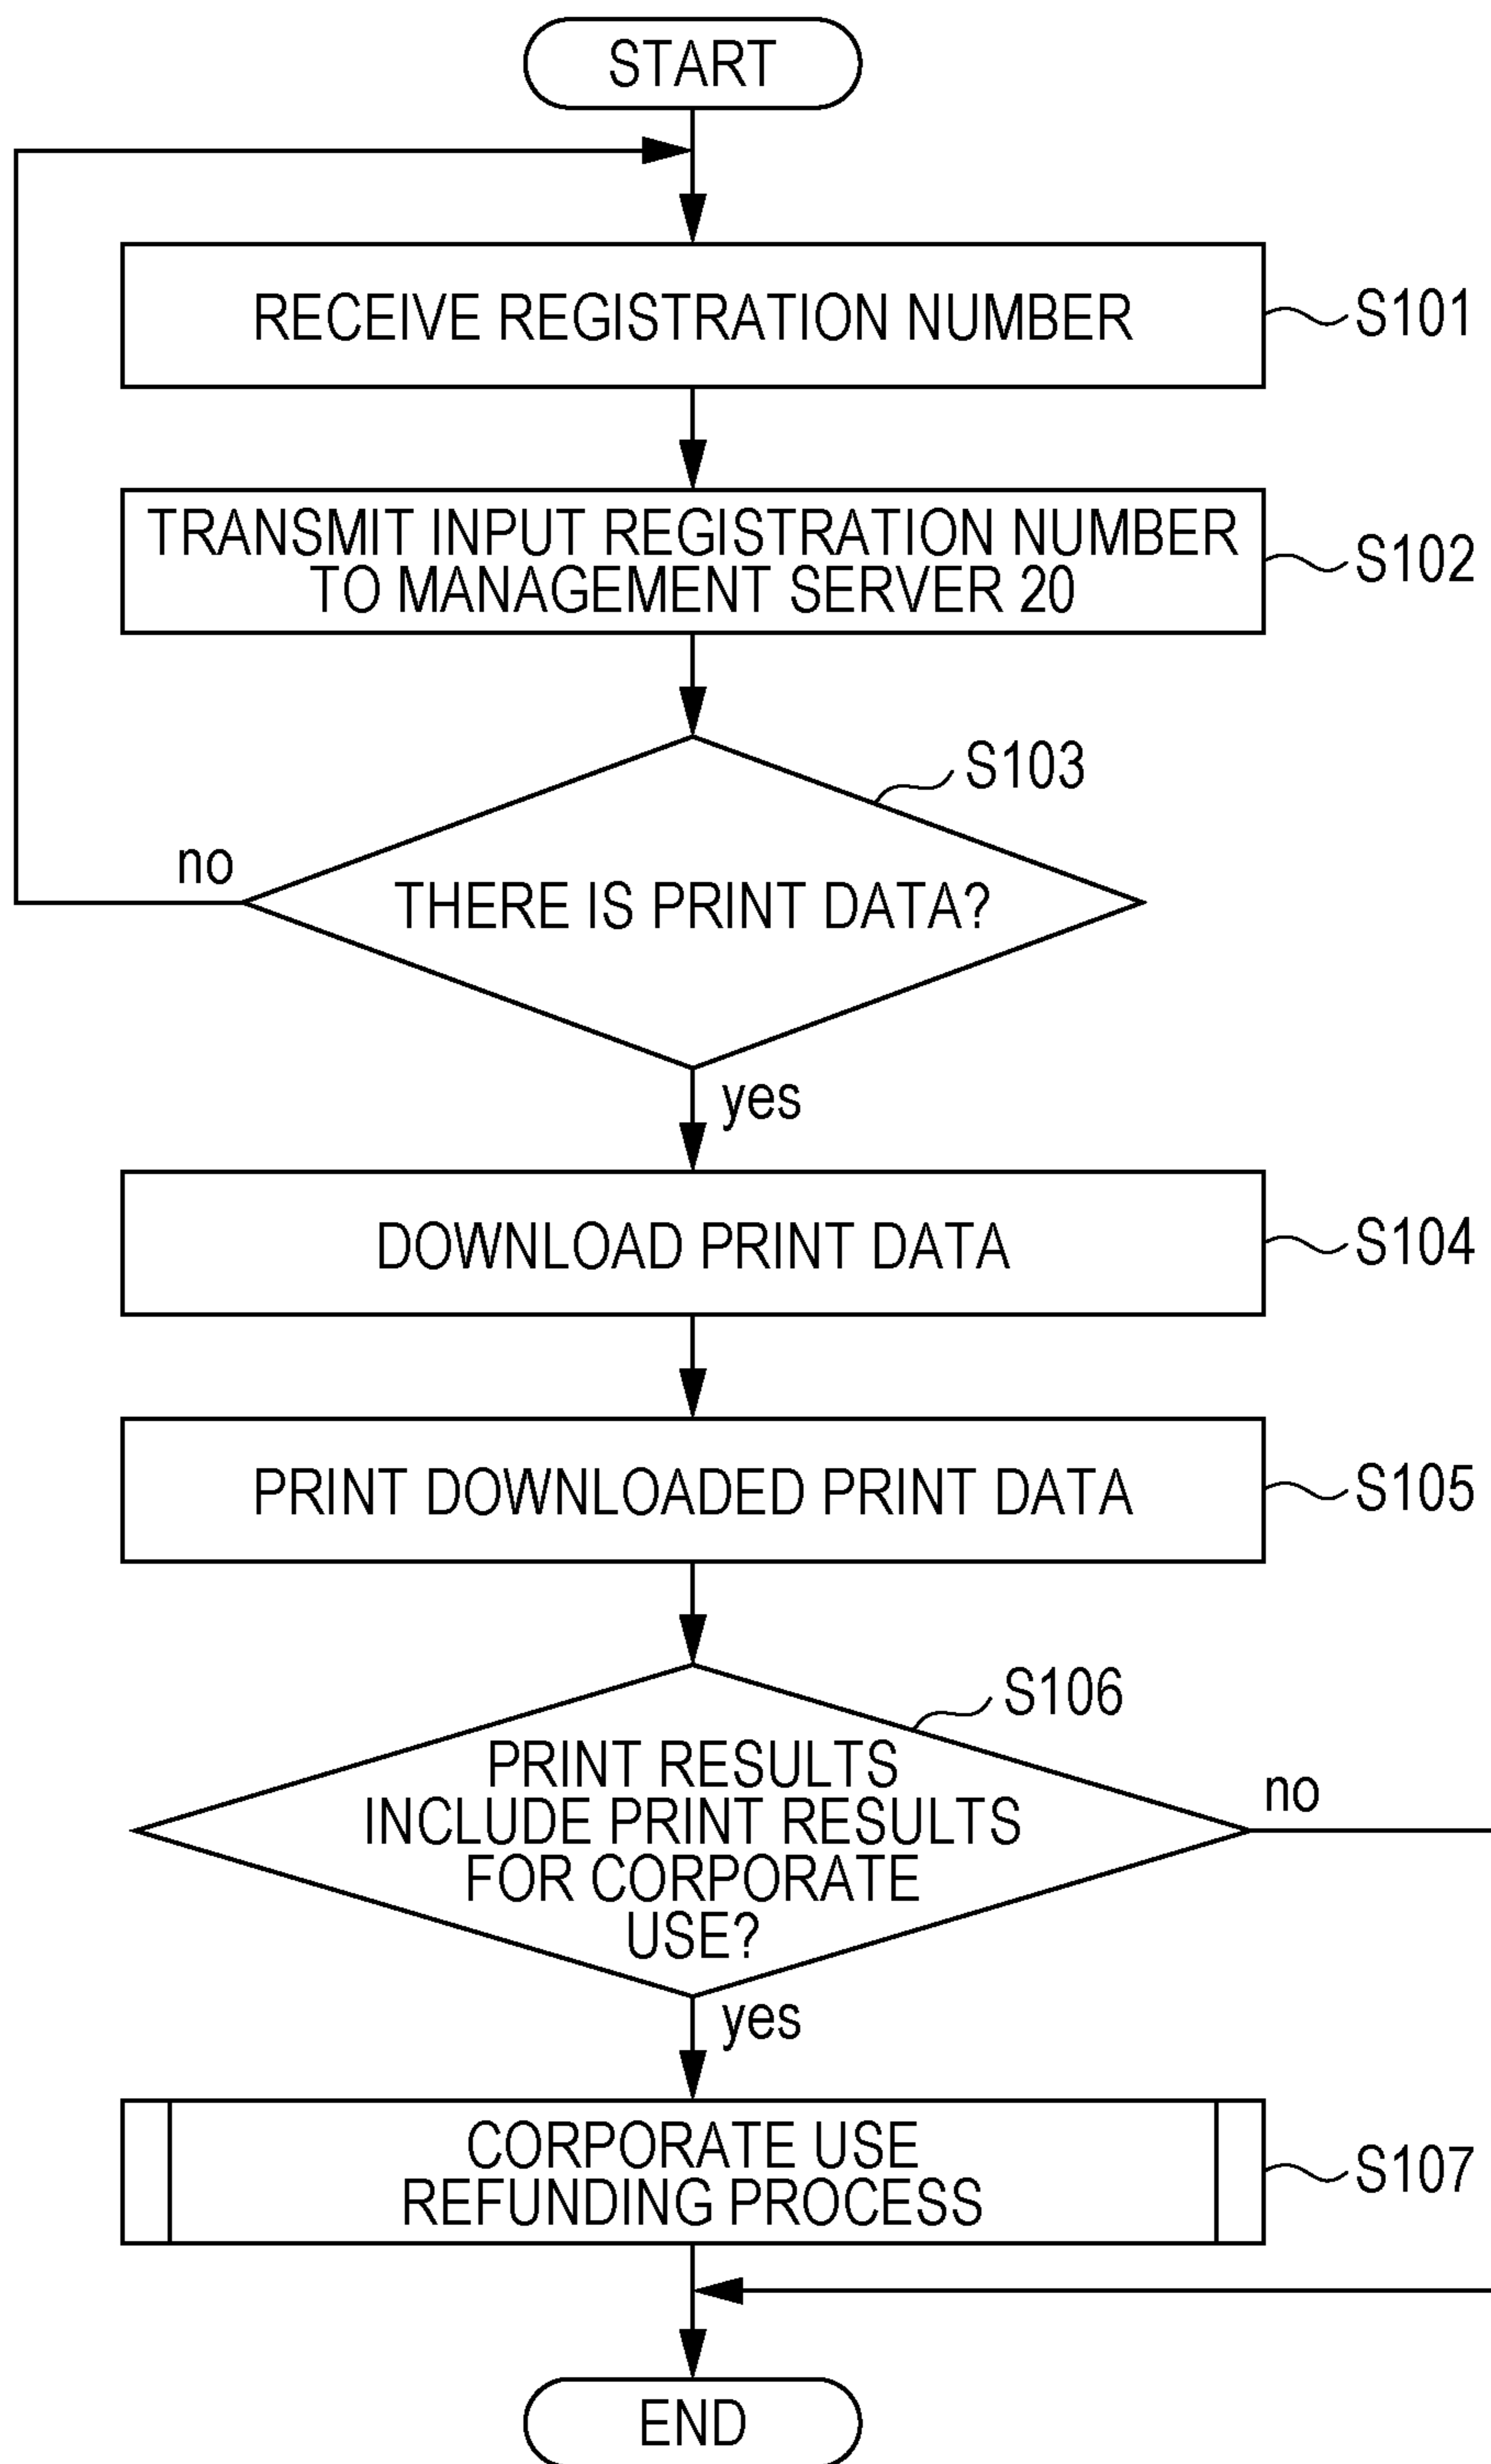 START
RECEIVE REGISTRATION NUMBER
S101
TRANSMIT INPUT REGISTRATION NUMBER
TO MANAGEMENT SERVER 20
S102
S103
no
THERE IS PRINT DATA?
yes
DOWNLOAD PRINT DATA
S104
PRINT DOWNLOADED PRINT DATA
S105
S106
PRINT RESULTS
INCLUDE PRINT RESULTS
FOR CORPORATE
USE?
no
yes
CORPORATE USE
REFUNDING PROCESS
S107
END